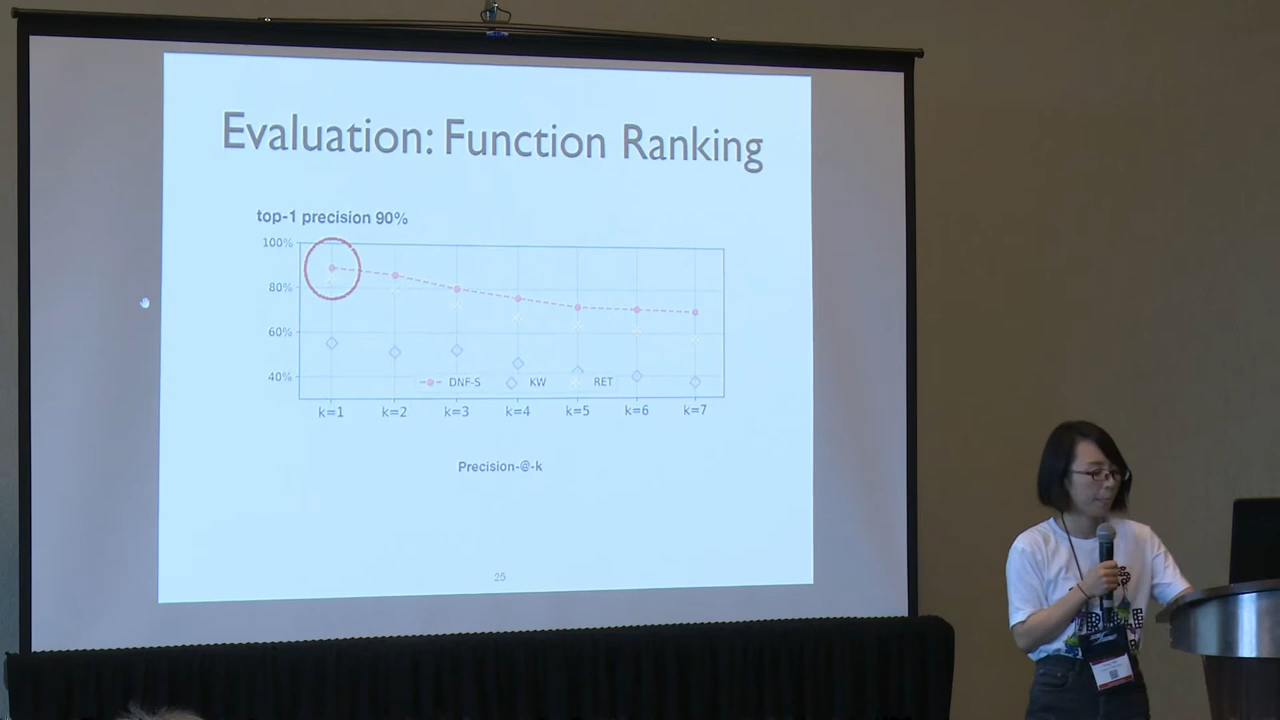 Evaluation: Function Ranking
top-1 precision 90%
100%
80%
60%
40%
DNF-S KW RET
k=1 k=2 k=3 k=4 k=5 k=6 k=7
Precision-@-k
25